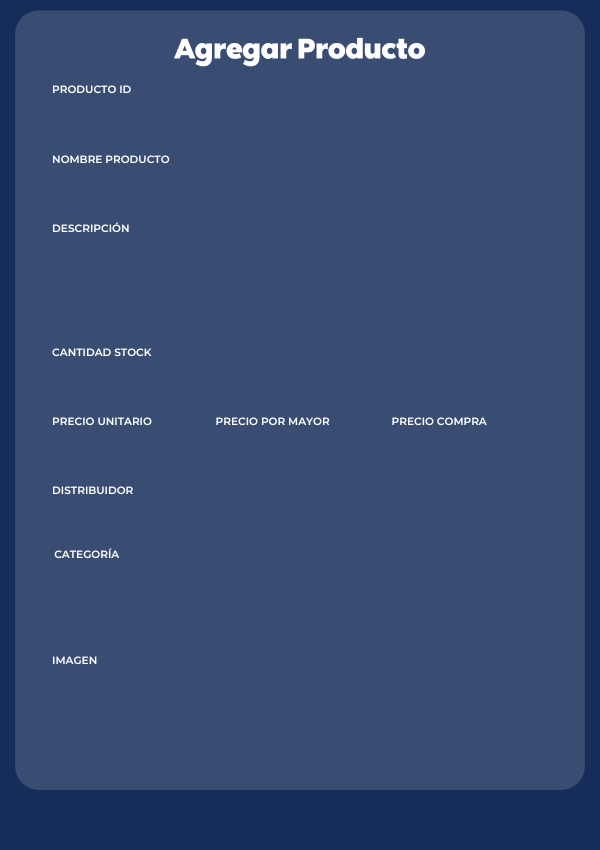 Agregar Producto
PRODUCTO ID
NOMBRE PRODUCTO
DESCRIPCIÓN
CANTIDAD STOCK
PRECIO UNITARIO PRECIO POR MAYOR PRECIO COMPRA
DISTRIBUIDOR
CATEGORÍA
IMAGEN